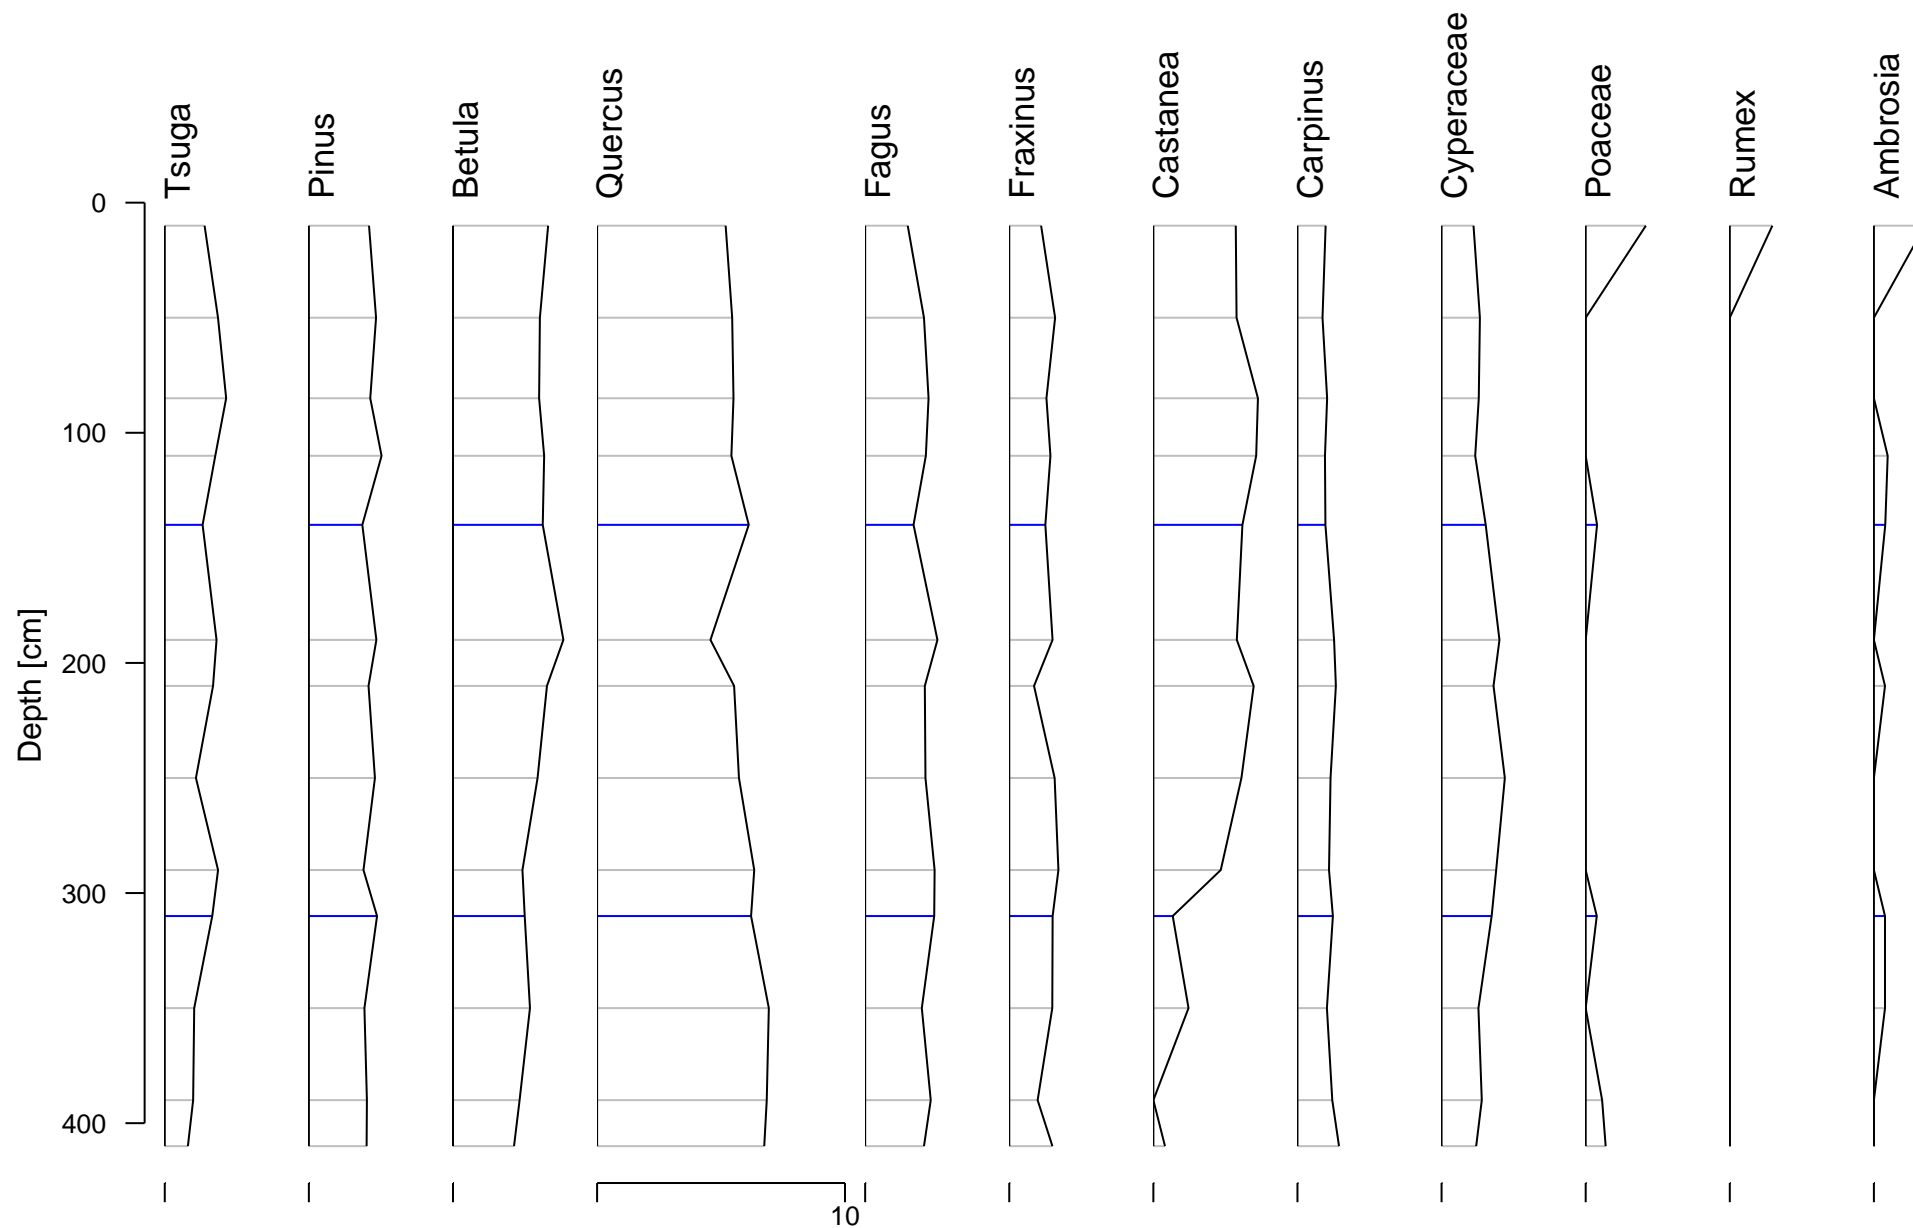 Tsuga
Pinus
Betula
Quercus
Fagus
Fraxinus
Castanea
Carpinus
Cyperaceae
Poaceae
Rumex
Ambrosia
0
100
200
300
400
Depth [cm]
10